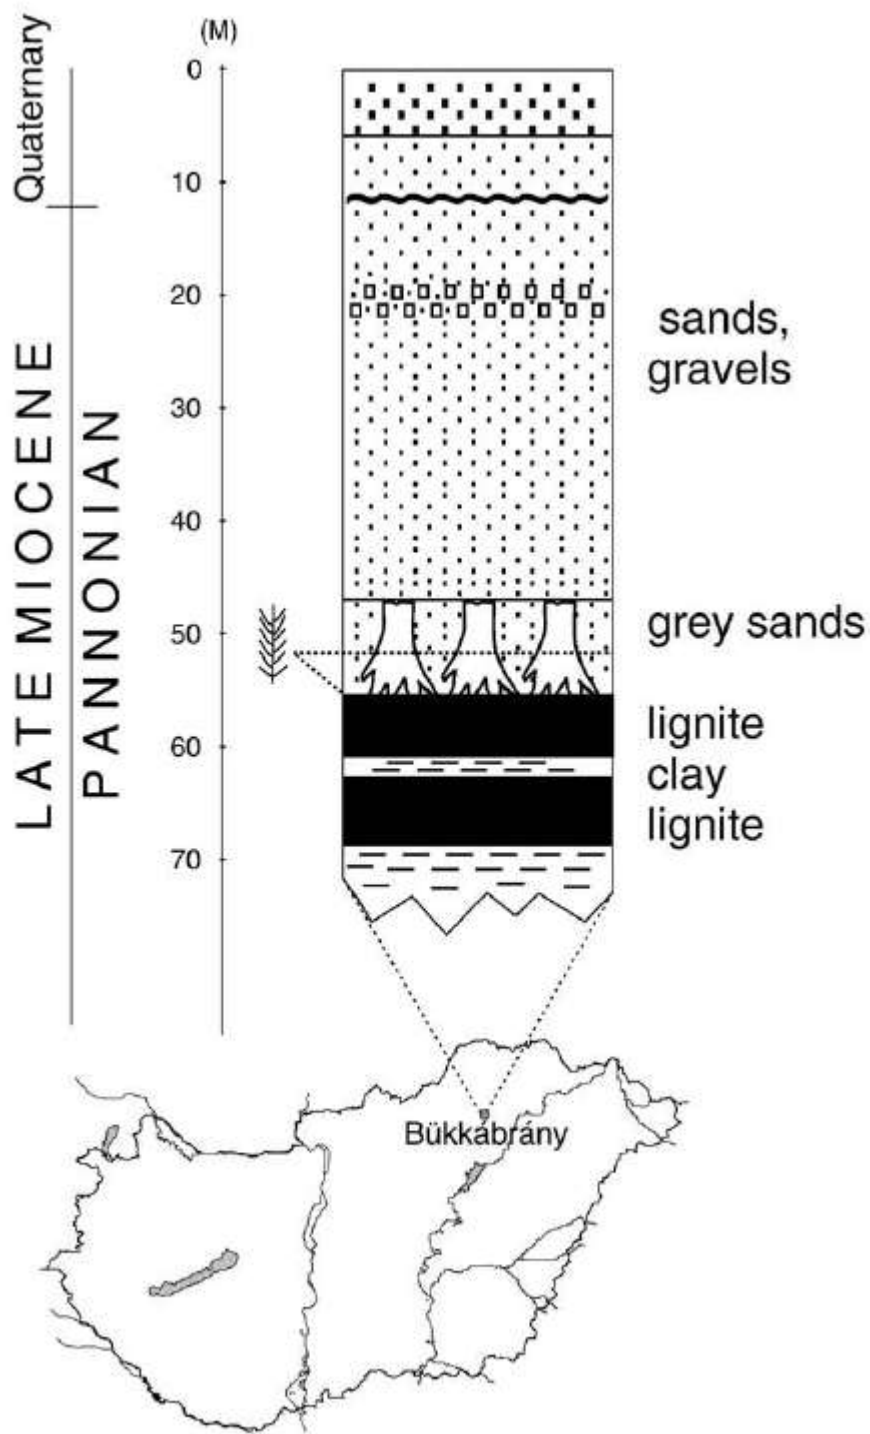 (M)
Quaternary
LATE MIOCENE
PANNONIAN
0
10
20
30
40
50
60
70
sands,
gravels
grey sands
lignite
clay
lignite
Bükkábrány